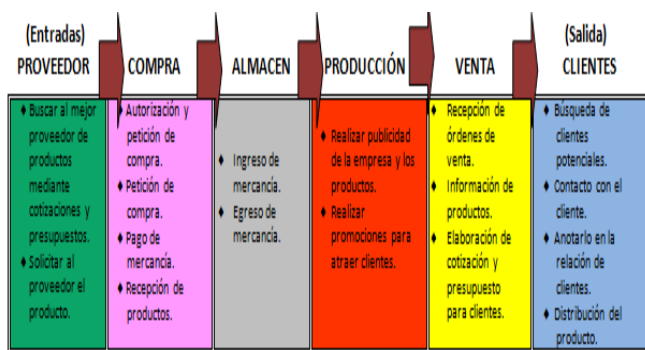 (Entradas)
PROVEEDOR
COMPRA
ALMACEN
PRODUCCIÓN
VENTA
(Salida)
CLIENTES
♦ Buscar al mejor
proveedor de
productos
mediante
cotizaciones y
presupuestos.
♦ Solicitar al
proveedor el
producto.
♦ Autorización y
petición de
compra.
♦ Petición de
compra.
♦ Pago de
mercancía.
♦ Recepción de
productos.
♦ Ingreso de
mercancía.
♦ Egreso de
mercancía.
♦ Realizar publicidad
de la empresa y los
productos.
♦ Realizar
promociones para
atraer clientes.
♦ Recepción de
órdenes de
venta.
♦ Información de
productos.
♦ Elaboración de
cotización y
presupuesto
para clientes.
♦ Búsqueda de
clientes
potenciales.
♦ Contacto con el
cliente.
♦ Anotarlo en la
relación de
clientes.
♦ Distribución del
producto.